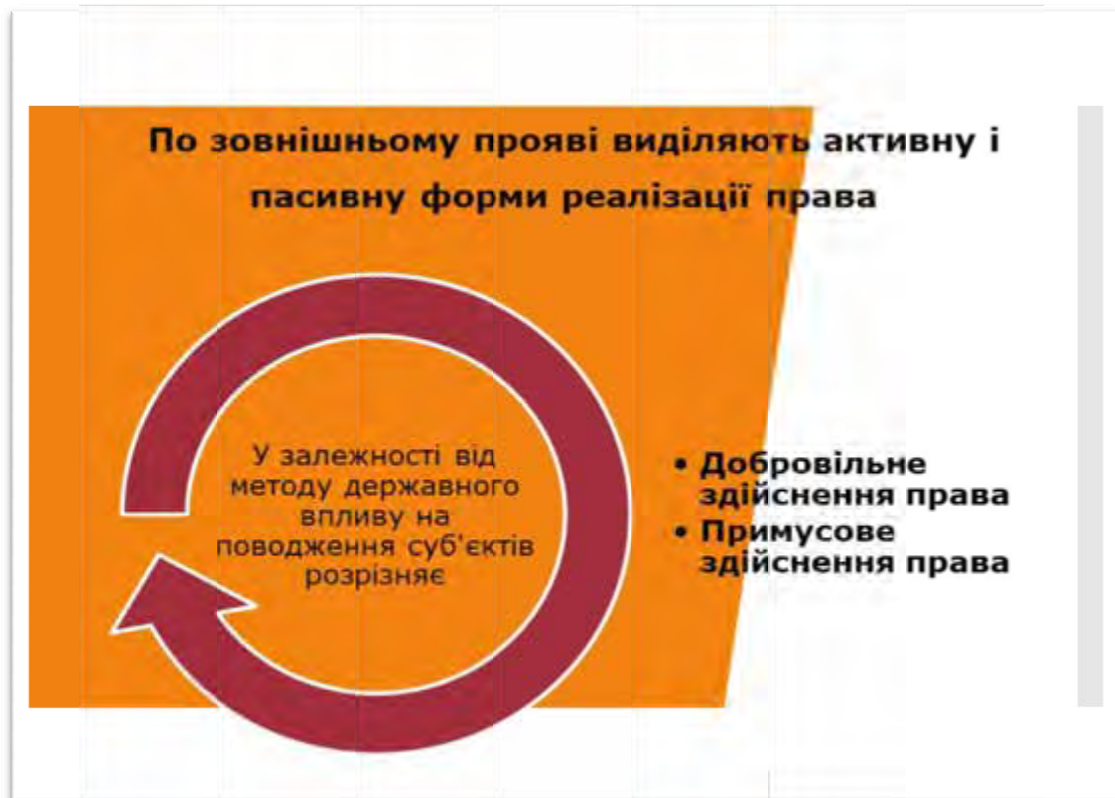 По зовнішньому прояві виділяють активну і
пасивну форми реалізації права
У залежності від
методу державного
впливу на
поводження суб'єктів
розрізняє
• Добровільне
здійснення права
• Примусове
здійснення права